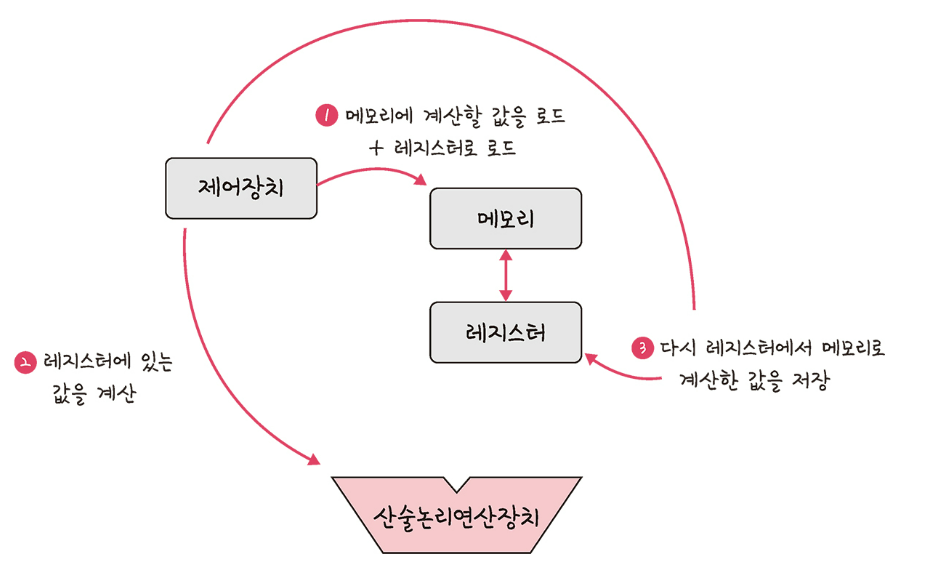 1 메모리에 계산할 값을 로드
+ 레지스터로 로드
제어장치
메모리
레지스터
2 레지스터에 있는
값을 계산
3 다시 레지스터에서 메모리로
계산한 값을 저장
산술논리연산장치